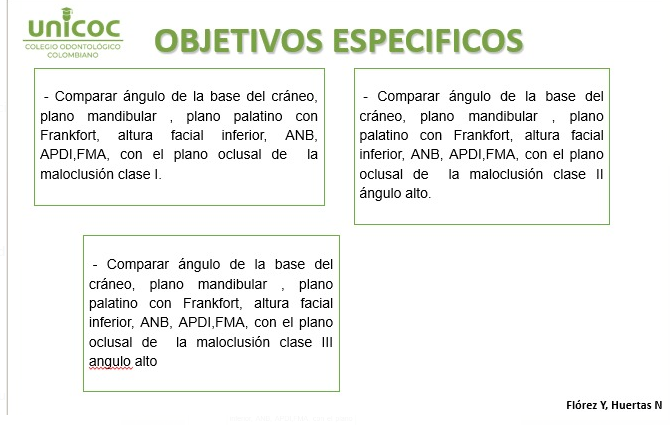 unicoc
COLEGIO ODONTOLÓGICO
COLOMBIANO
OBJETIVOS ESPECIFICOS
- Comparar ángulo de la base del cráneo,
plano mandibular , plano palatino con
Frankfort, altura facial inferior, ANB,
APDI,FMA, con el plano oclusal de la
maloclusión clase I.
- Comparar ángulo de la base del
cráneo, plano mandibular , plano
palatino con Frankfort, altura facial
inferior, ANB, APDI,FMA, con el plano
oclusal de la maloclusión clase II
ángulo alto.
- Comparar ángulo de la base del
cráneo, plano mandibular , plano
palatino con Frankfort, altura facial
inferior, ANB, APDI,FMA, con el plano
oclusal de la maloclusión clase III
angulo alto
Flórez Y, Huertas N